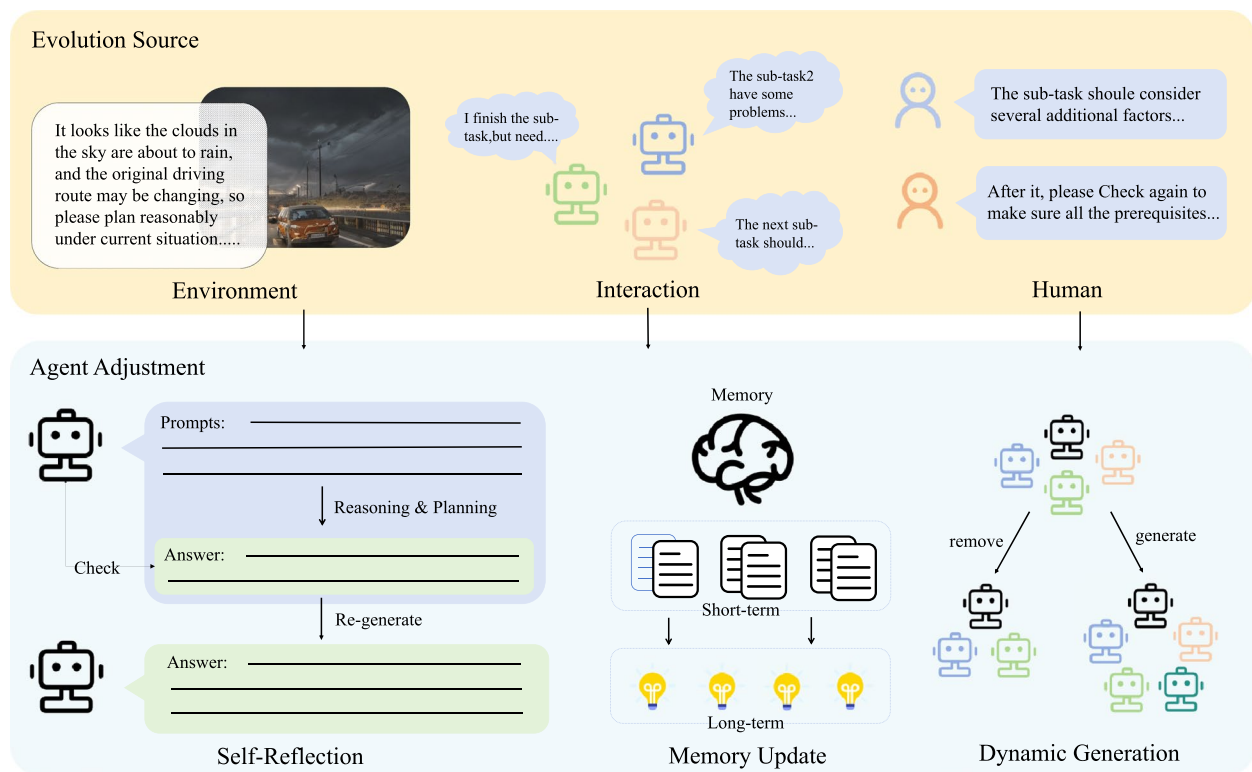 Evolution Source
It looks like the clouds in
the sky are about to rain,
and the original driving
route may be changing, so
please plan reasonably
under current situation.....
Environment
I finish the sub-
task,but need....
The sub-task2
have some
problems...
The next sub-
task should...
Interaction
The sub-task shoule consider
several additional factors...
After it, please Check again to
make sure all the prerequisites...
Human
Agent Adjustment
Prompts:
Reasoning & Planning
Answer:
Check
Re-generate
Answer:
Self-Reflection
Memory
Short-term
Long-term
Memory Update
remove
generate
Dynamic Generation